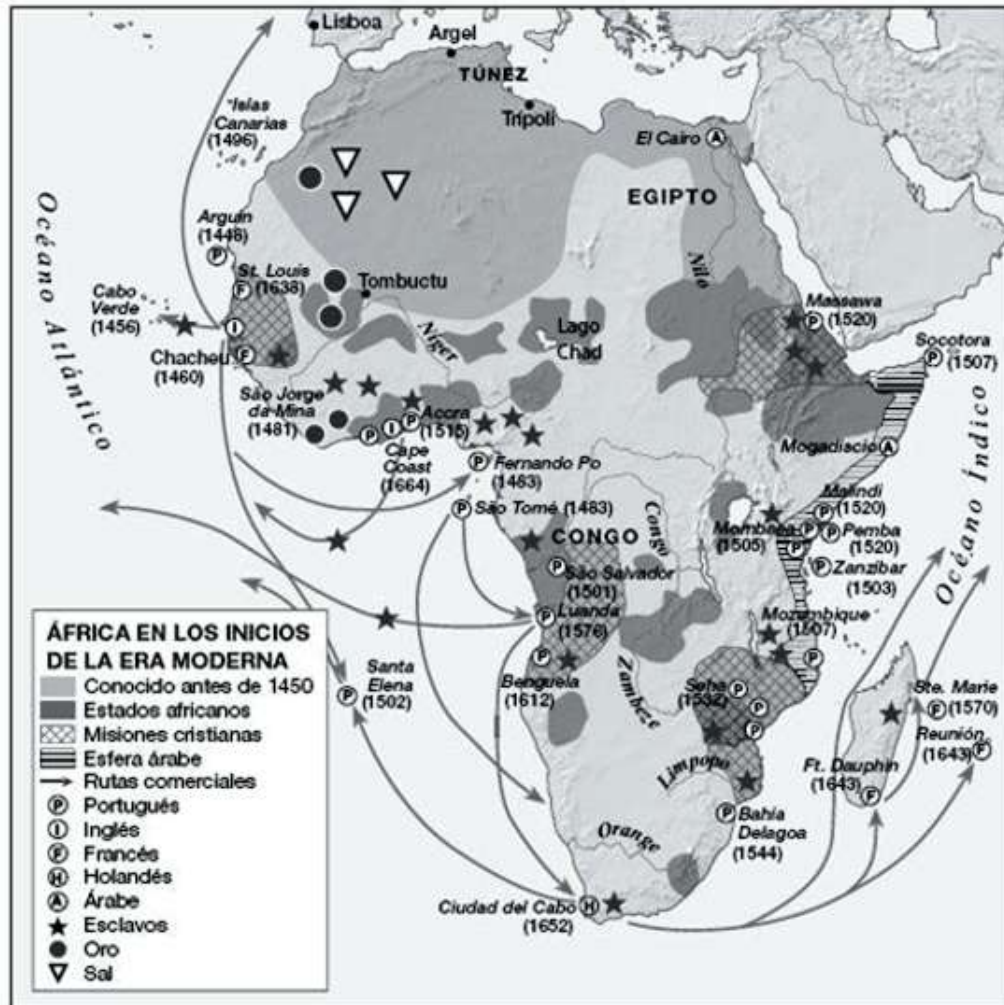 Lisboa
Argel
TÚNEZ
Trípoli
"Islas
Canarias
(1496)
El Cairo
A
EGIPTO
Océano Atlántico
Arguin
(1448)
P
St. Louis
(1638)
F
Tombuctu
Nilo
Cabo
Verde
(1456)
I
Massawa
(1520)
P
Socotora
(1507)
P
Níger
Lago
Chad
Chacheu
(1460)
F
São Jorge
da Mina
(1481)
P
I
P
Accra
(1515)
Cape
Coast
(1664)
Mogadiscio
A
P
Fernando Po
(1483)
P
São Tomé (1483)
Malindi
(1520)
P
Mombasa
(1505)
P
P
P
Pemba
(1520)
P
Zanzibar
(1503)
Océano Índico
CONGO
Congo
P
São Salvador
(1501)
Luanda
(1576)
P
Mozambique
(1507)
P
P
Benguela
(1612)
Zambezi
(1532)
P
P
P
Santa
Elena
(1502)
P
Ste. Marie
(1570)
F
Reunión
(1643)
F
Ft. Dauphin
(1643)
F
Limpopo
P
Bahía
Delagoa
(1544)
Orange
Ciudad del Cabo
(1652)
H
ÁFRICA EN LOS INICIOS
DE LA ERA MODERNA
Conocido antes de 1450
Estados africanos
Misiones cristianas
Esfera árabe
Rutas comerciales
P Portugués
I Inglés
F Francés
H Holandés
A Árabe
Esclavos
Oro
Sal